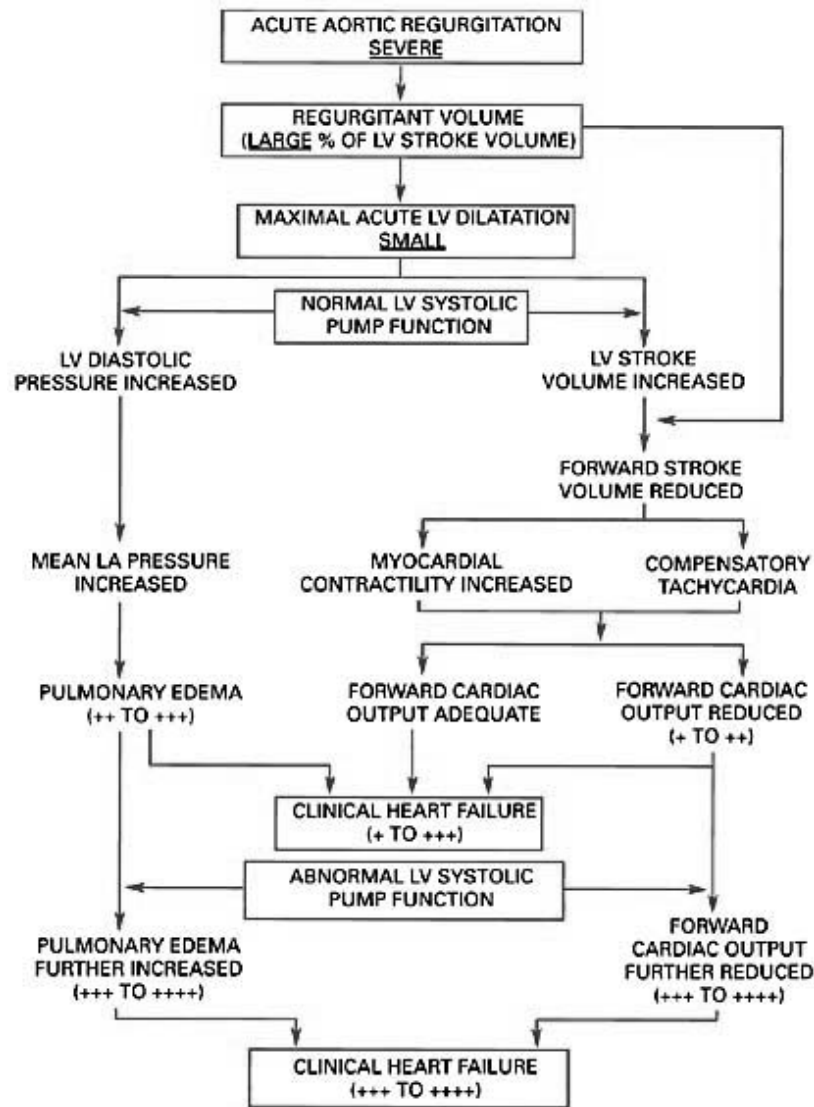 ACUTE AORTIC REGURGITATION
SEVERE
REGURGITANT VOLUME
(LARGE % OF LV STROKE VOLUME)
MAXIMAL ACUTE LV DILATATION
SMALL
NORMAL LV SYSTOLIC
PUMP FUNCTION
LV DIASTOLIC
PRESSURE INCREASED
LV STROKE
VOLUME INCREASED
FORWARD STROKE
VOLUME REDUCED
MEAN LA PRESSURE
INCREASED
MYOCARDIAL
CONTRACTILITY INCREASED
COMPENSATORY
TACHYCARDIA
PULMONARY EDEMA
(++ TO +++)
FORWARD CARDIAC
OUTPUT ADEQUATE
FORWARD CARDIAC
OUTPUT REDUCED
(+ TO ++)
CLINICAL HEART FAILURE
(+ TO +++)
ABNORMAL LV SYSTOLIC
PUMP FUNCTION
PULMONARY EDEMA
FURTHER INCREASED
(+++ TO ++++)
FORWARD
CARDIAC OUTPUT
FURTHER REDUCED
(+++ TO ++++)
CLINICAL HEART FAILURE
(+++ TO ++++)